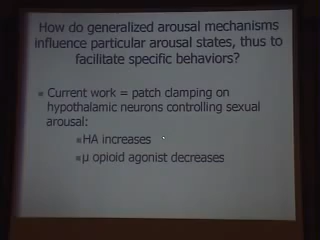 How do generalized arousal mechanisms
influence particular arousal states, thus to
facilitate specific behaviors?
Current work = patch clamping on
hypothalamic neurons controlling sexual
arousal:
HA increases
μ opioid agonist decreases